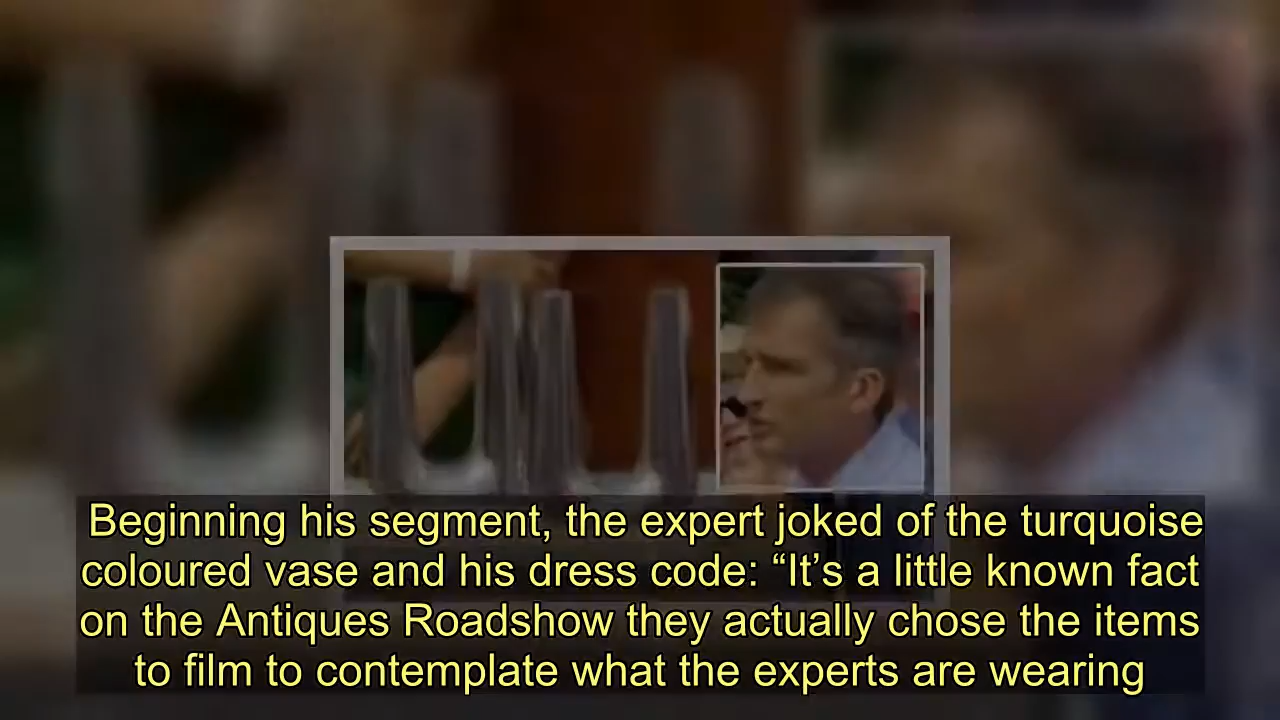 Beginning his segment, the expert joked of the turquoise
coloured vase and his dress code: “It’s a little known fact
on the Antiques Roadshow they actually chose the items
to film to contemplate what the experts are wearing